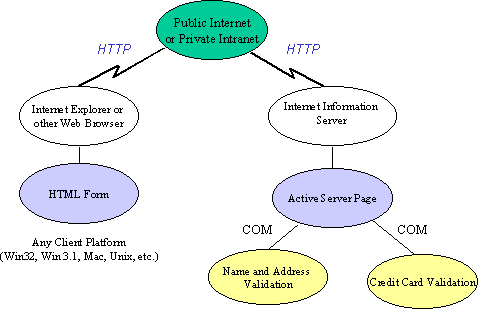 Public Internet
or Private Intranet
HTTP
HTTP
Internet Explorer or
other Web Browser
Internet Information
Server
HTML Form
Active Server Page
Any Client Platform
(Win32, Win 3.1, Mac, Unix, etc.)
COM
COM
Name and Address
Validation
Credit Card Validation